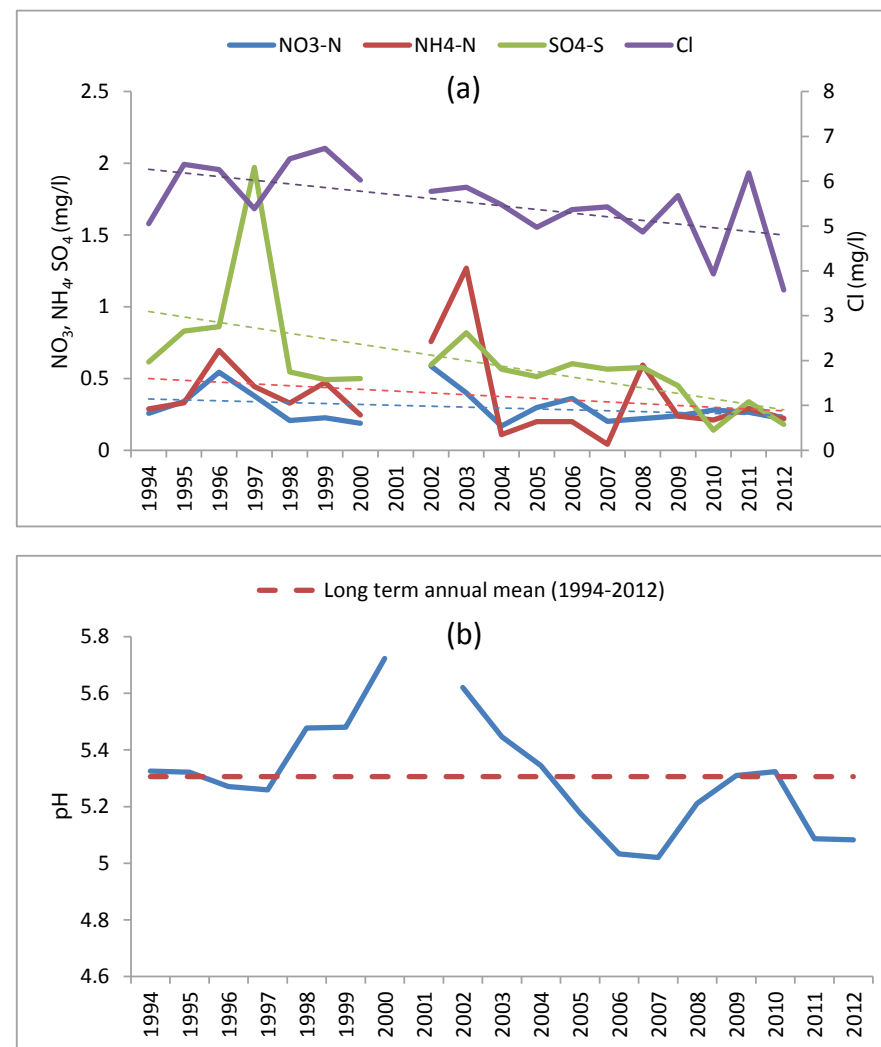 NO3-N NH4-N SO4-S Cl
(a)
NO₃, NH₄, SO₄ (mg/l)
2.5
2
1.5
1
0.5
0
8
7
6
5
4
3
2
1
0
Cl (mg/l)
1994 1995 1996 1997 1998 1999 2000 2001 2002 2003 2004 2005 2006 2007 2008 2009 2010 2011 2012
Long term annual mean (1994-2012)
(b)
pH
5.8
5.6
5.4
5.2
5
4.8
4.6
1994 1995 1996 1997 1998 1999 2000 2001 2002 2003 2004 2005 2006 2007 2008 2009 2010 2011 2012